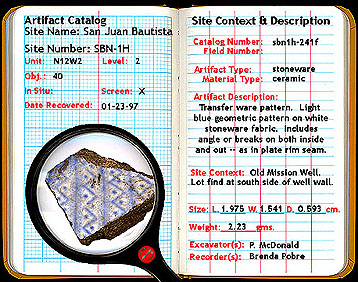 Artifact Catalog
Site Name: San Juan Bautista
Site Number: SBN-1H
Unit: N12W2 Level: 2
Obj.: 40
In Situ: Screen: X
Date Recovered: 01-23-97
Site Context & Description
Catalog Number: sbn1h-241f
Field Number:
Artifact Type: stoneware
Material Type: ceramic
Artifact Description:
Transfer ware pattern. Light
blue geometric pattern on white
stoneware fabric. Includes
angle or breaks on both inside
and out -- as in plate rim seam.
Site Context: Old Mission Well.
Lot find at south side of well wall.
Size: L. 1.975 W. 1.541 D. 0.593 cm.
Weight: 2.23 gms.
Excavator(s): P. McDonald
Recorder(s): Brenda Pobre